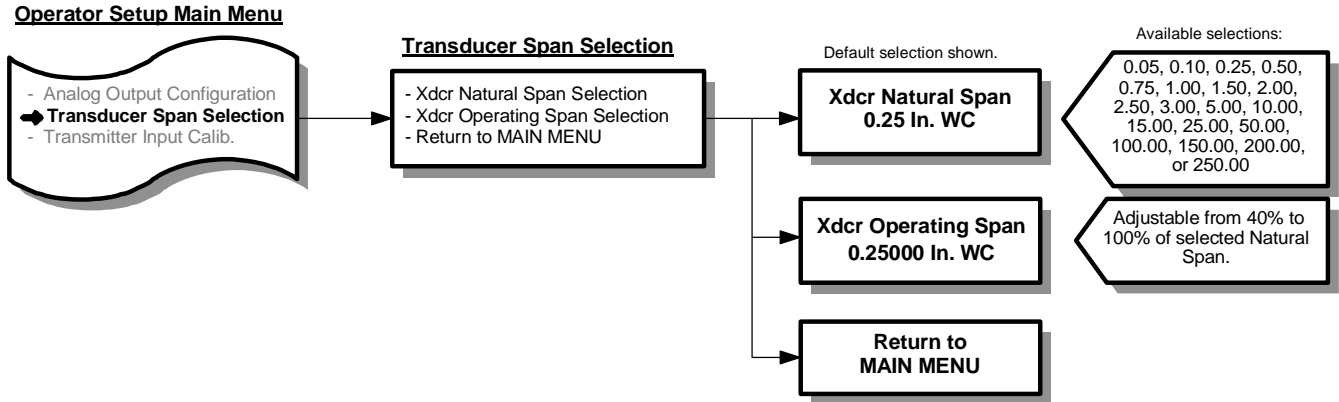 Operator Setup Main Menu
- Analog Output Configuration
Transducer Span Selection
- Transmitter Input Calib.
Transducer Span Selection
- Xdcr Natural Span Selection
- Xdcr Operating Span Selection
- Return to MAIN MENU
Default selection shown.
Xdcr Natural Span
0.25 In. WC
Available selections:
0.05, 0.10, 0.25, 0.50,
0.75, 1.00, 1.50, 2.00,
2.50, 3.00, 5.00, 10.00,
15.00, 25.00, 50.00,
100.00, 150.00, 200.00,
or 250.00
Xdcr Operating Span
0.25000 In. WC
Adjustable from 40% to
100% of selected Natural
Span.
Return to
MAIN MENU